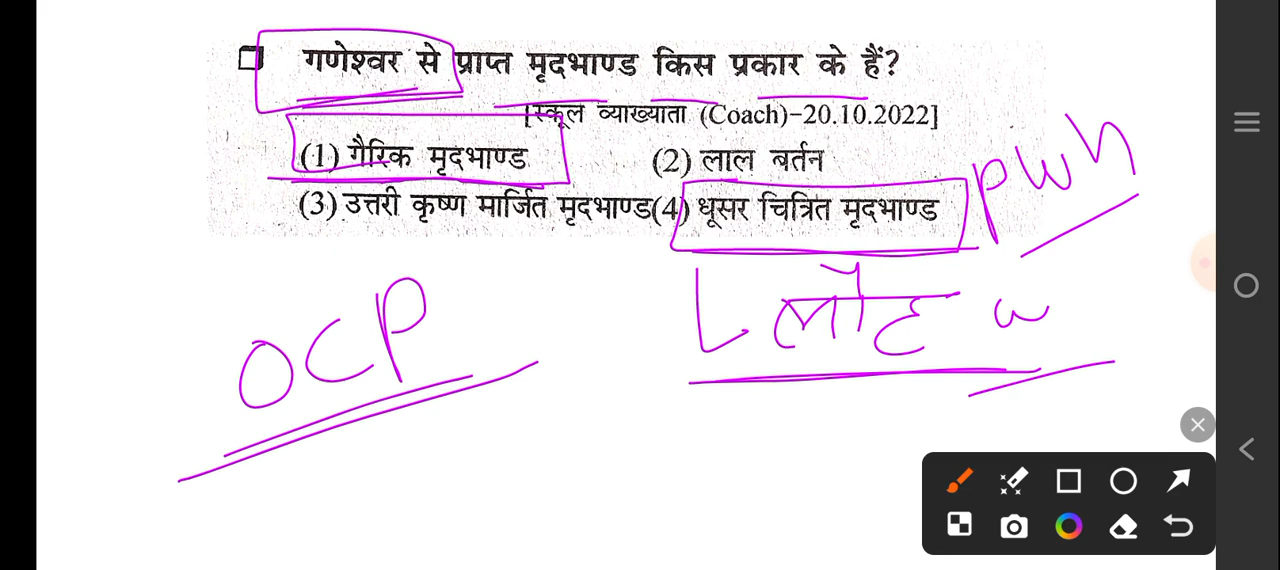 गणेश्वर से प्राप्त मृदभाण्ड किस प्रकार के हैं?
[स्कूल व्याख्याता (Coach)-20.10.2022]
(1) गैरिक मृदभाण्ड (2) लाल बर्तन
(3) उत्तरी कृष्ण मार्जित मृदभाण्ड(4) धूसर चित्रित मृदभाण्ड
OCP